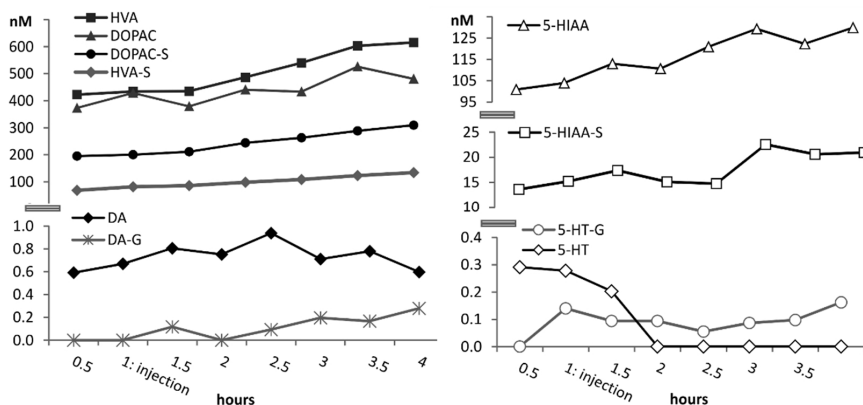 nM
HVA
DOPAC
DOPAC-S
HVA-S
600
500
400
300
200
100
DA
DA-G
1.0
0.8
0.6
0.4
0.2
0.0
0.5
1: injection
1.5
2
2.5
3
3.5
4
hours
nM
5-HIAA
125
115
105
95
5-HIAA-S
25
20
15
10
5-HT-G
5-HT
0.4
0.3
0.2
0.1
0.0
0.5
1: injection
1.5
2
2.5
3
3.5
hours